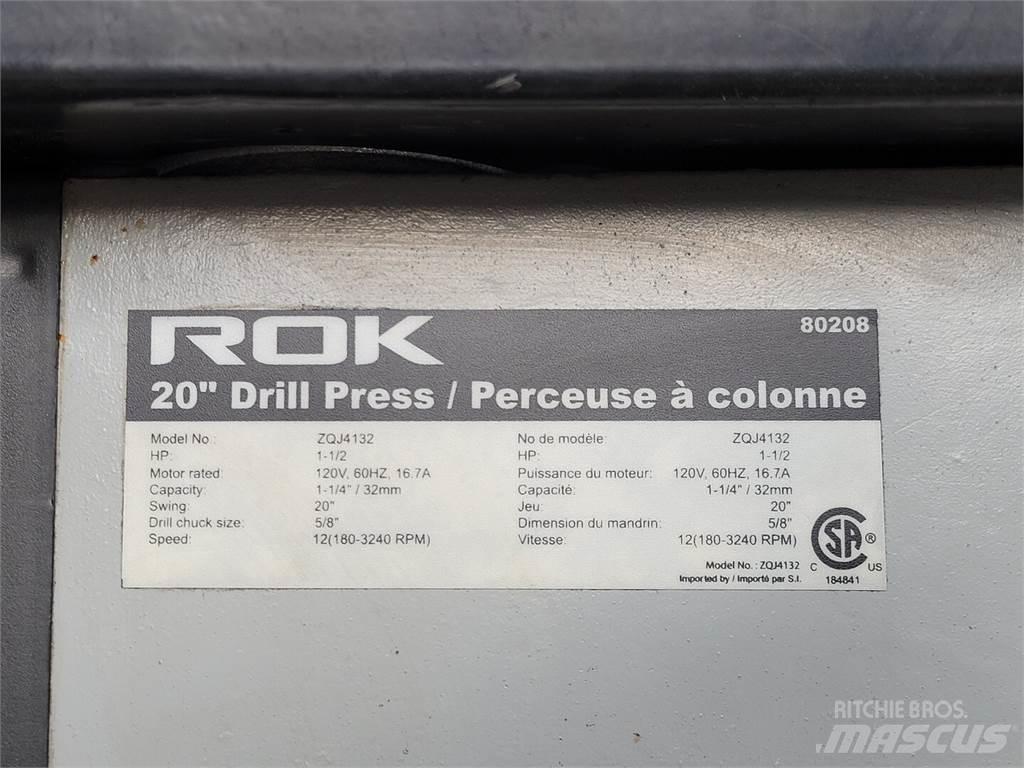 ROK
80208
20" Drill Press / Perceuse à colonne
Model No.: ZQJ4132
HP: 1-1/2
Motor rated: 120V, 60HZ, 16.7A
Capacity: 1-1/4" / 32mm
Swing: 20"
Drill chuck size: 5/8"
Speed: 12(180-3240 RPM)
No de modèle: ZQJ4132
HP: 1-1/2
Puissance du moteur: 120V, 60HZ, 16.7A
Capacité: 1-1/4" / 32mm
Jeu: 20"
Dimension du mandrin: 5/8"
Vitesse: 12(180-3240 RPM)
Model No.: ZQJ4132
Imported by / Importé par S.I.
CSA ®
C US
184841
RITCHIE BROS.
MASCUS